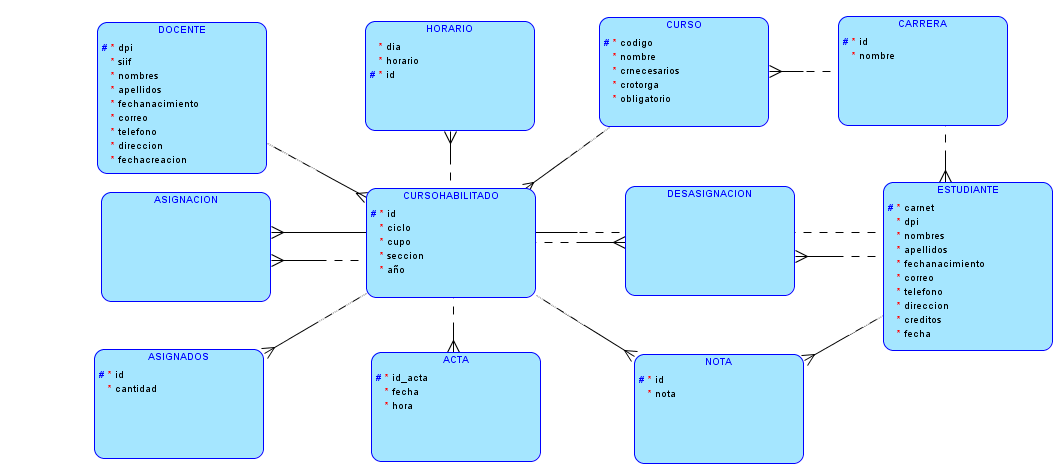 DOCENTE
# * dpi
* siif
* nombres
* apellidos
* fechanacimiento
* correo
* telefono
* direccion
* fechacreacion
HORARIO
* dia
* horario
# * id
CURSO
# * codigo
* nombre
* crnecesarios
* crotorga
* obligatorio
CARRERA
# * id
* nombre
ASIGNACION
CURSOHABILITADO
# * id
* ciclo
* cupo
* seccion
* año
DESASIGNACION
ESTUDIANTE
# * carnet
* dpi
* nombres
* apellidos
* fechanacimiento
* correo
* telefono
* direccion
* creditos
* fecha
ASIGNADOS
# * id
* cantidad
ACTA
# * id_acta
* fecha
* hora
NOTA
# * id
* nota